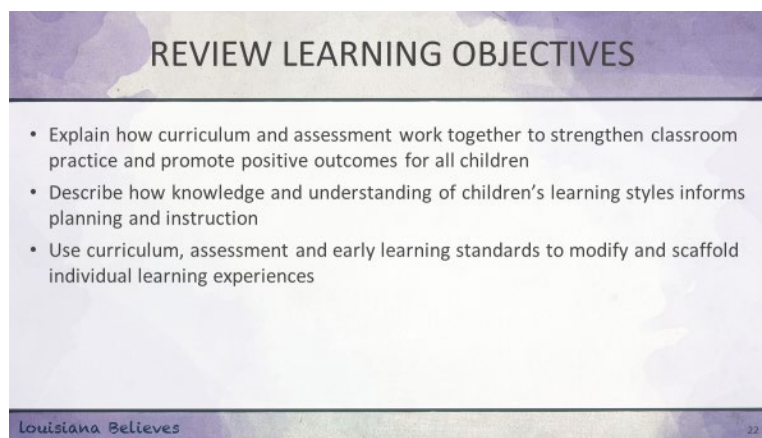 REVIEW LEARNING OBJECTIVES
• Explain how curriculum and assessment work together to strengthen classroom
practice and promote positive outcomes for all children
• Describe how knowledge and understanding of children’s learning styles informs
planning and instruction
• Use curriculum, assessment and early learning standards to modify and scaffold
individual learning experiences
Louisiana Believes
22